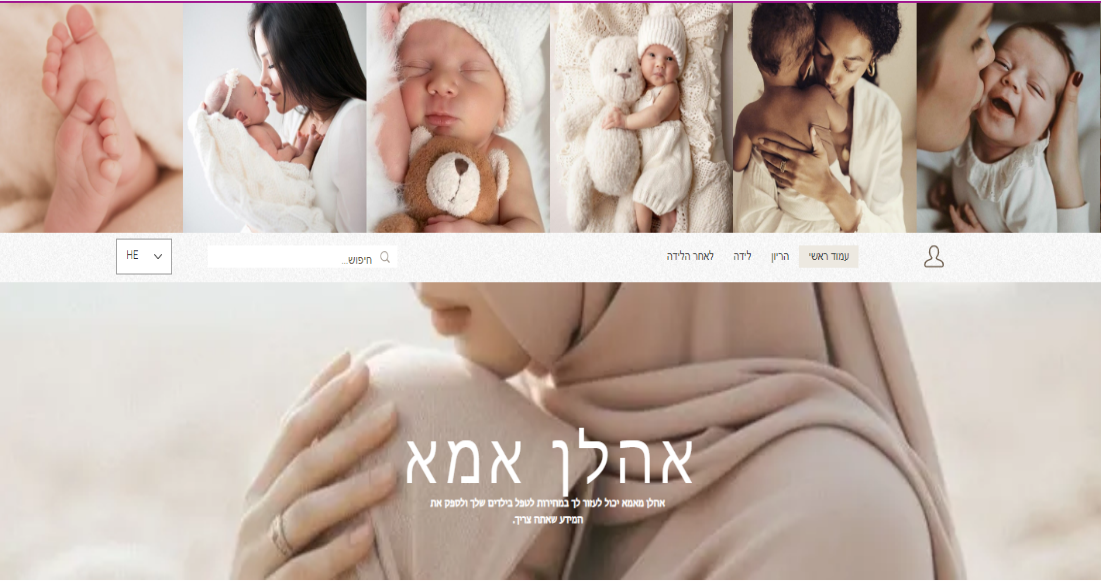 עמוד ראשי
הריון
לידה
לאחר הלידה
חיפוש...
HE
אהלן אמא
אהלן מאמא יכול לעזור לך במהירות לטפל בילדים שלך ולספק את
המידע שאתה צריך.